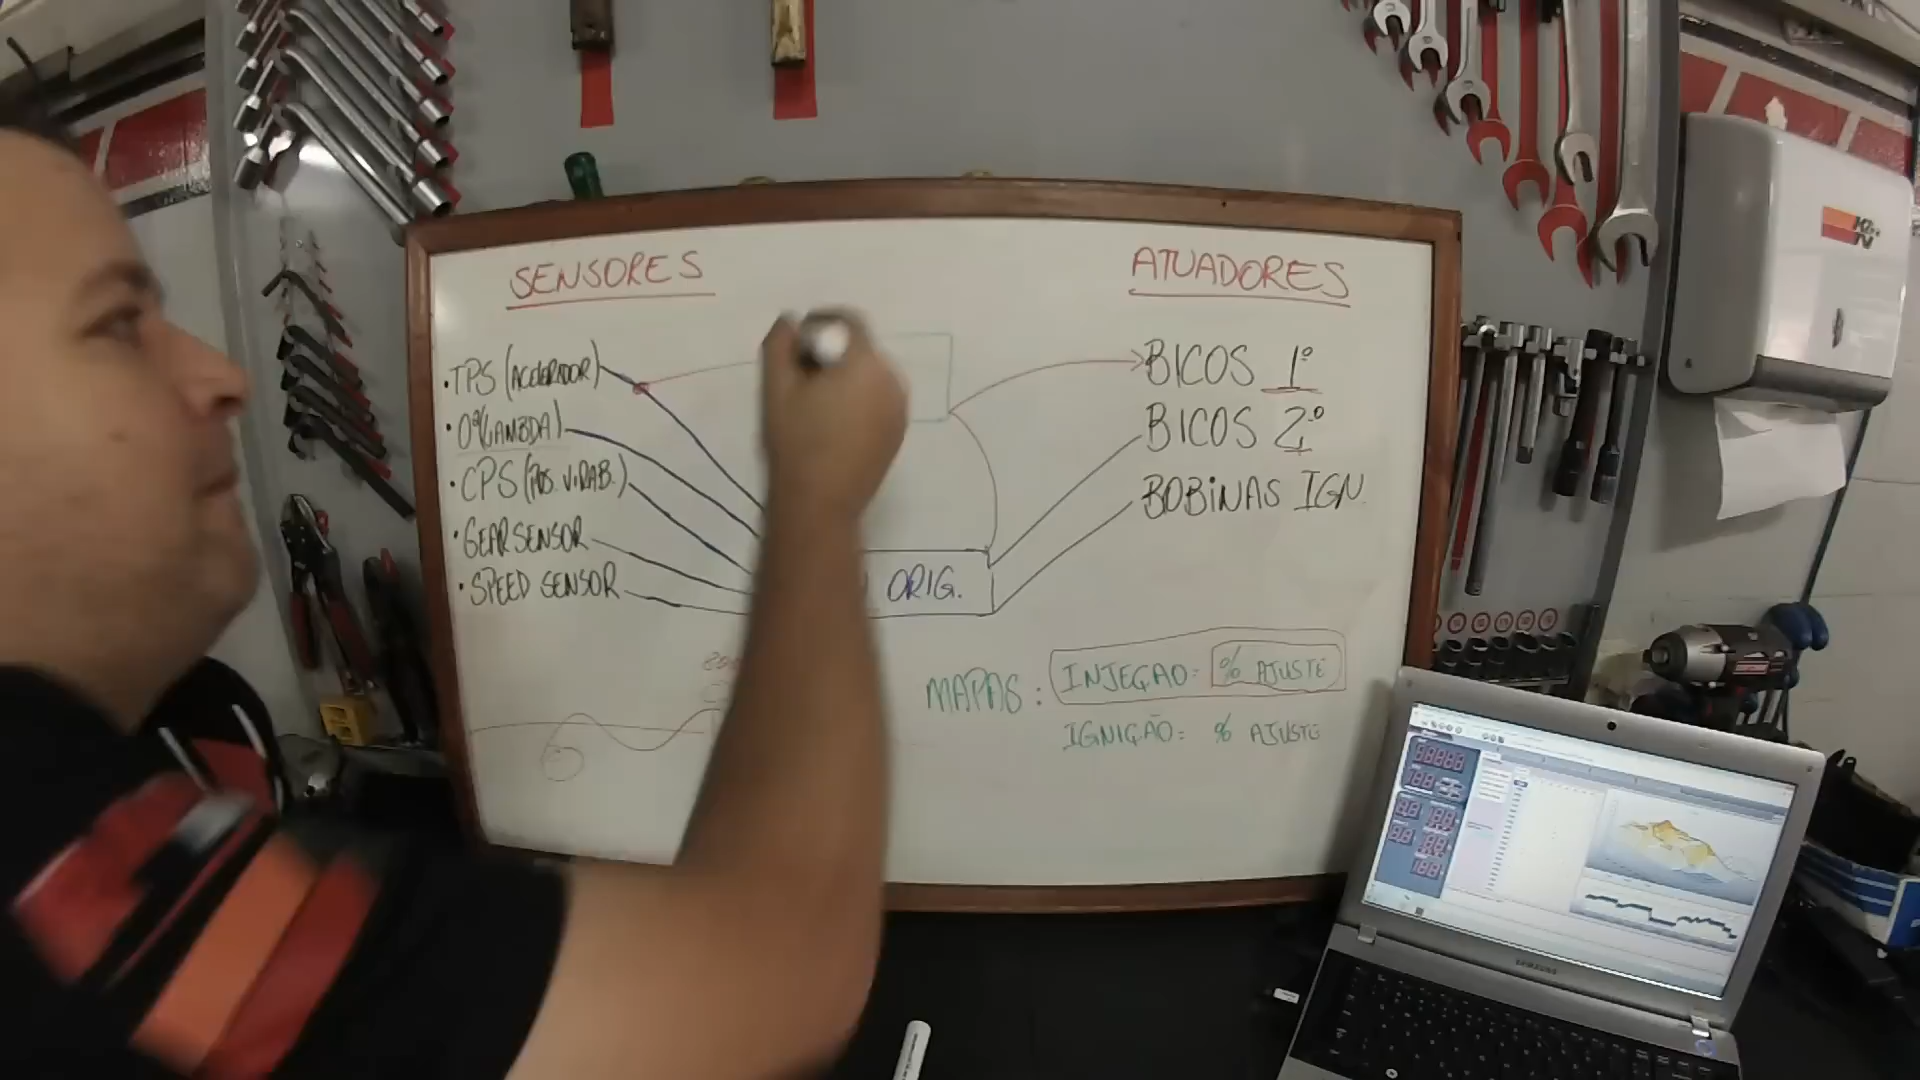 SENSORES
ATUADORES
·TPS (ACELERADOR)
BICOS 1º
·O²(LAMBDA)
BICOS 2º
·CPS (POS. VIRAB.)
BOBINAS IGN.
·GEAR SENSOR
·SPEED SENSOR
ORIG.
MAPAS:
INJEÇÃO= % AJUSTE
IGNIÇÃO= % AJUSTE
K&N
SAMSUNG